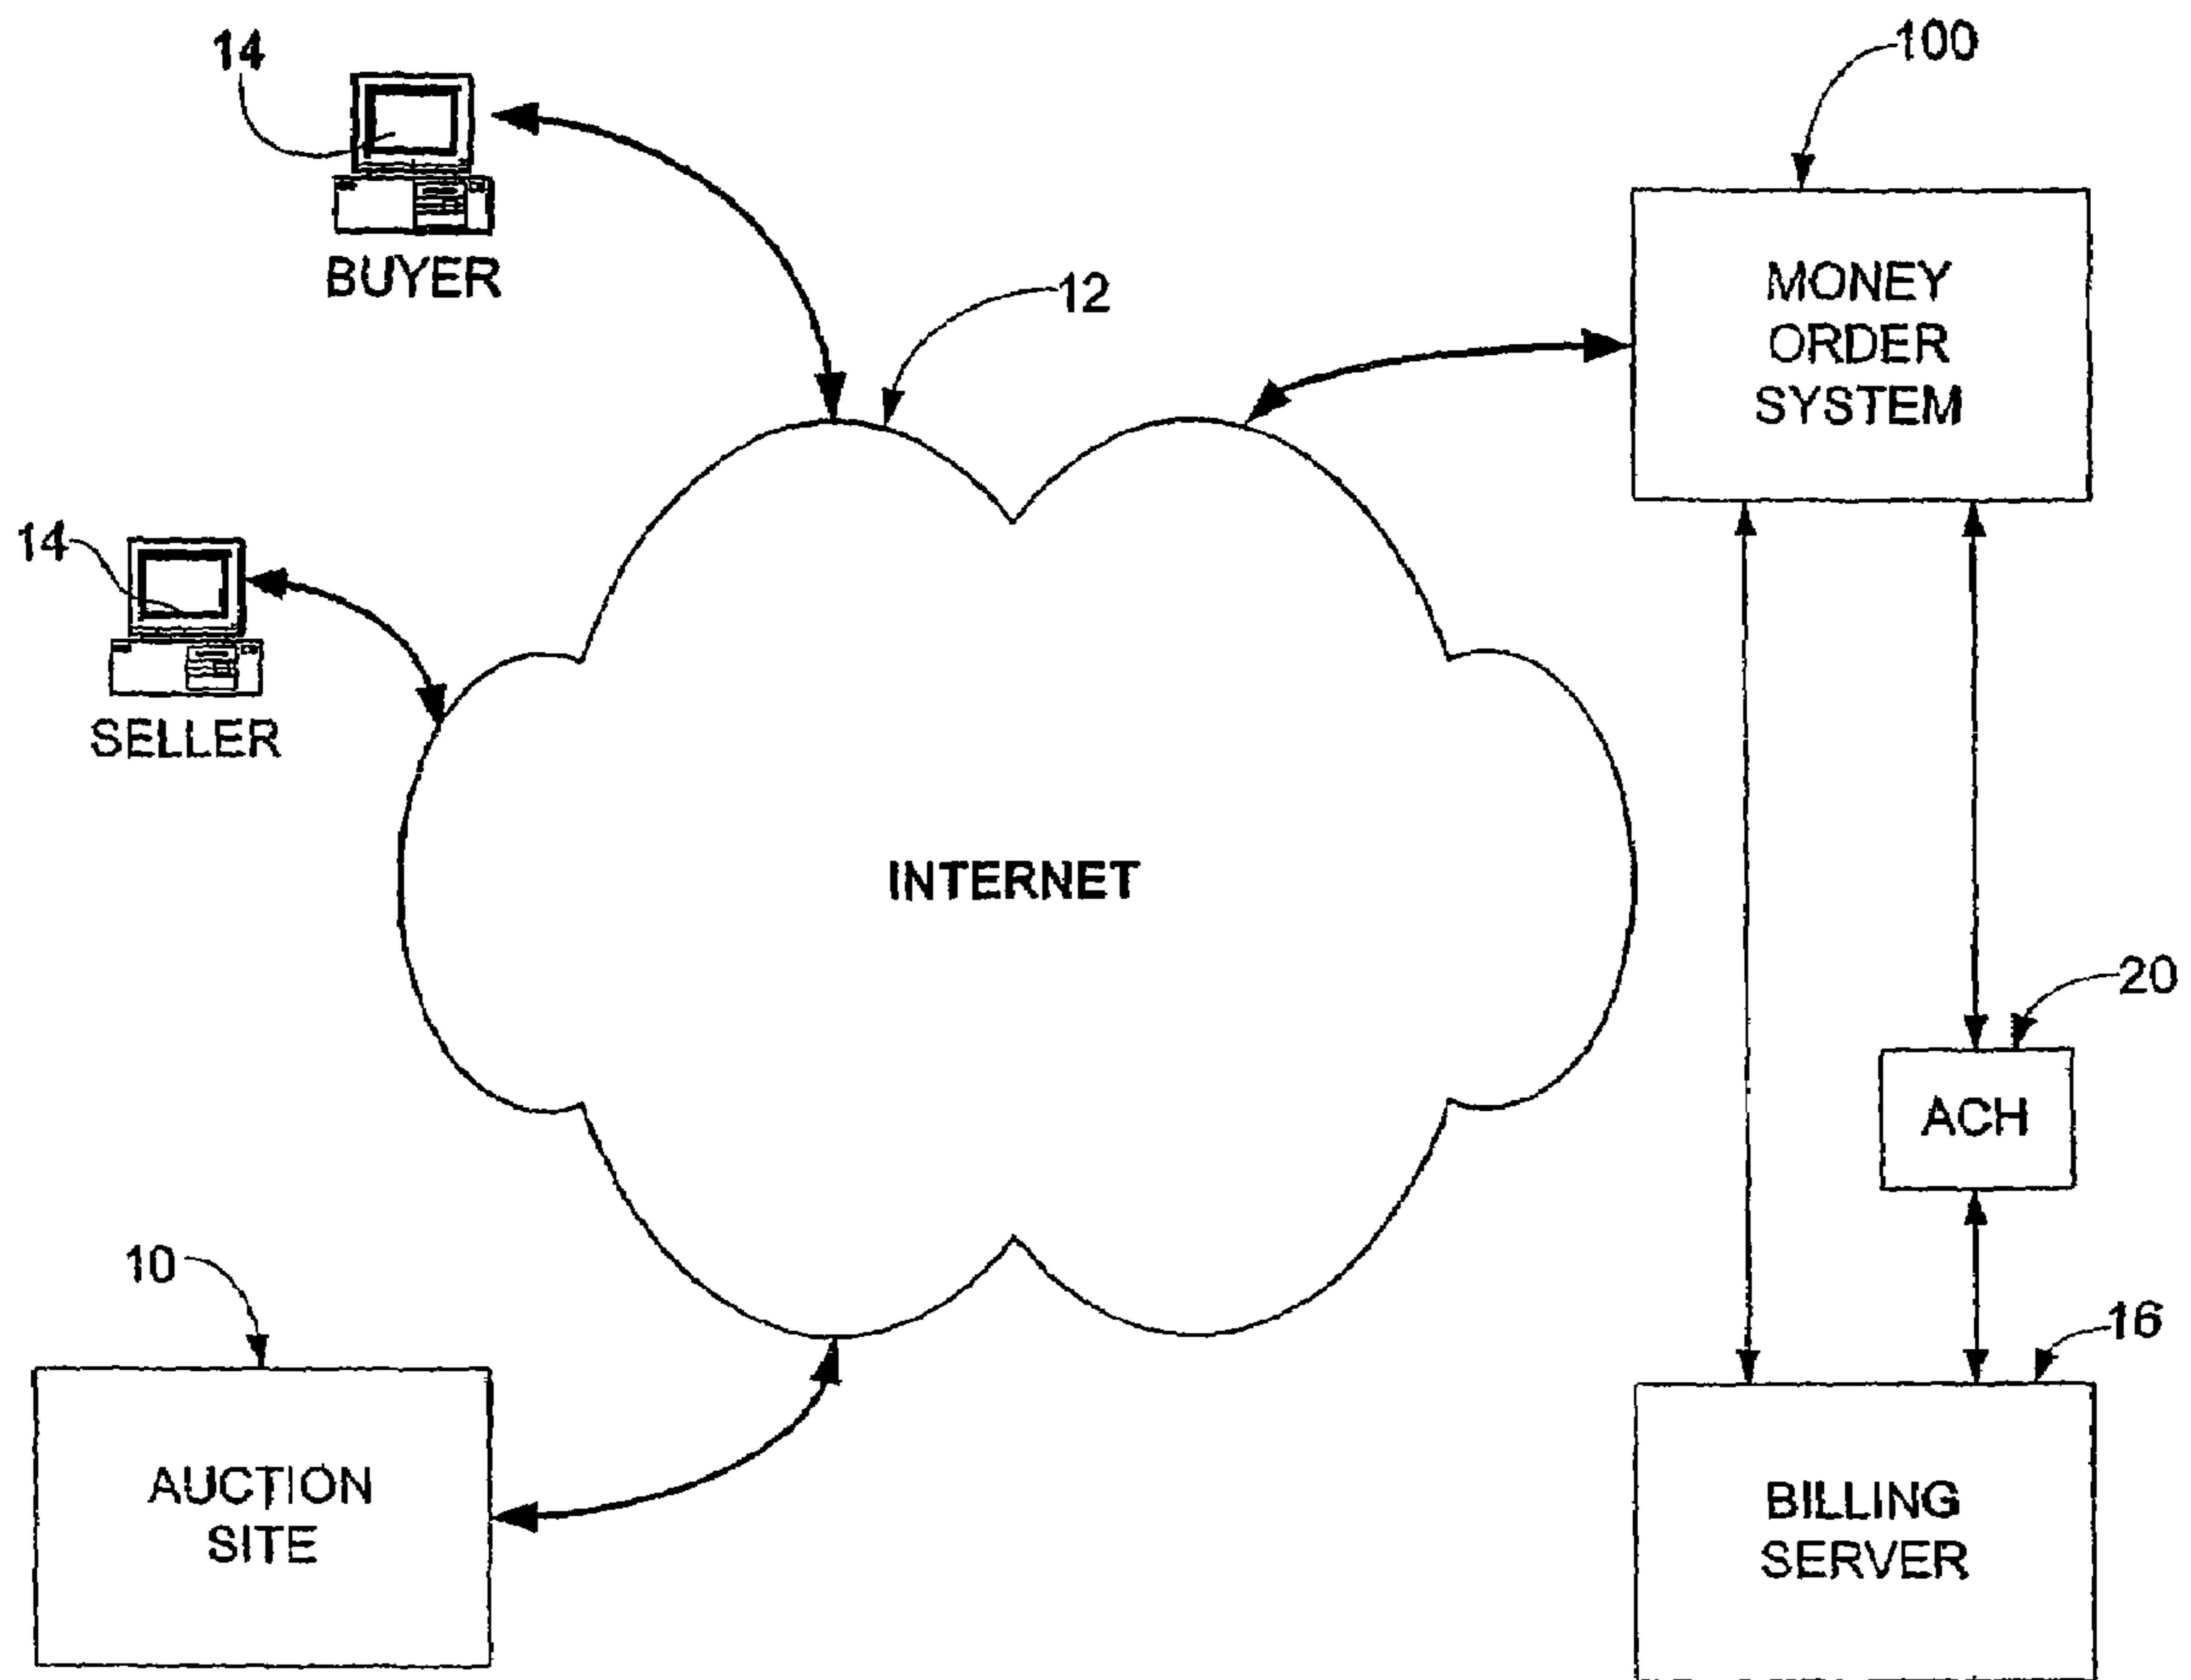 14
100
BUYER
12
MONEY
ORDER
SYSTEM
14
SELLER
INTERNET
20
ACH
10
16
AUCTION
SITE
BILLING
SERVER